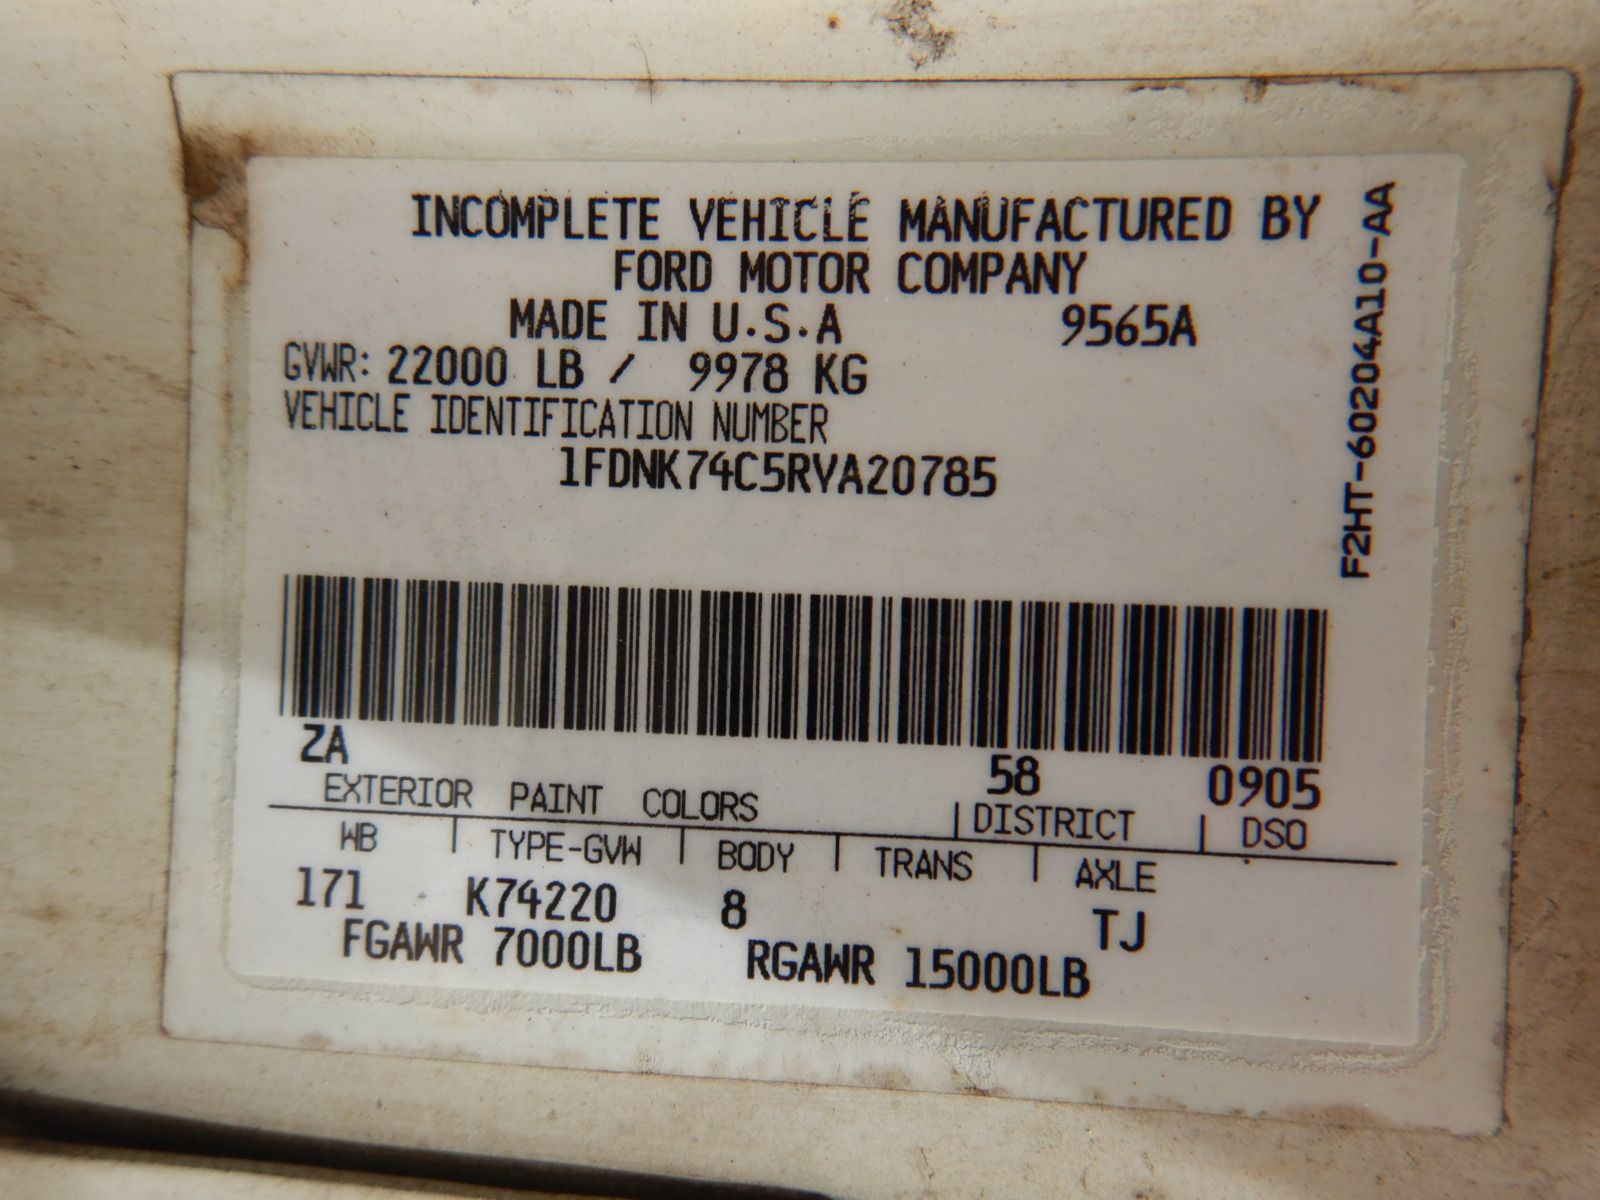 INCOMPLETE VEHICLE MANUFACTURED BY
FORD MOTOR COMPANY
MADE IN U.S.A 9565A
GVWR: 22000 LB / 9978 KG
VEHICLE IDENTIFICATION NUMBER
1FDNK74C5RVA20785
F2HT-60204A10-AA
ZA 58 0905
EXTERIOR PAINT COLORS DISTRICT DSO
WB TYPE-GVW BODY TRANS AXLE
171 K74220 8 TJ
FGAWR 7000LB RGAWR 15000LB